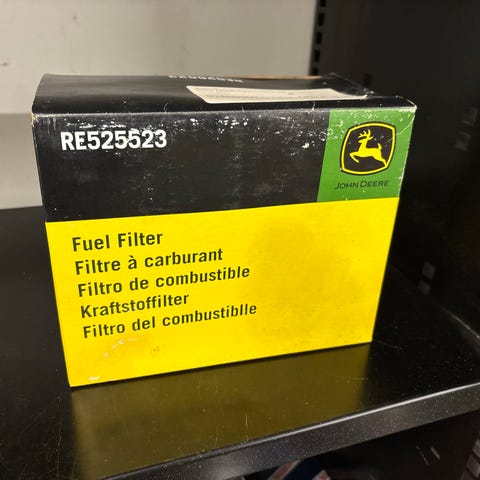 RE525523
JOHN DEERE
Fuel Filter
Filtre à carburant
Filtro de combustible
Kraftstoffilter
Filtro del combustiblle